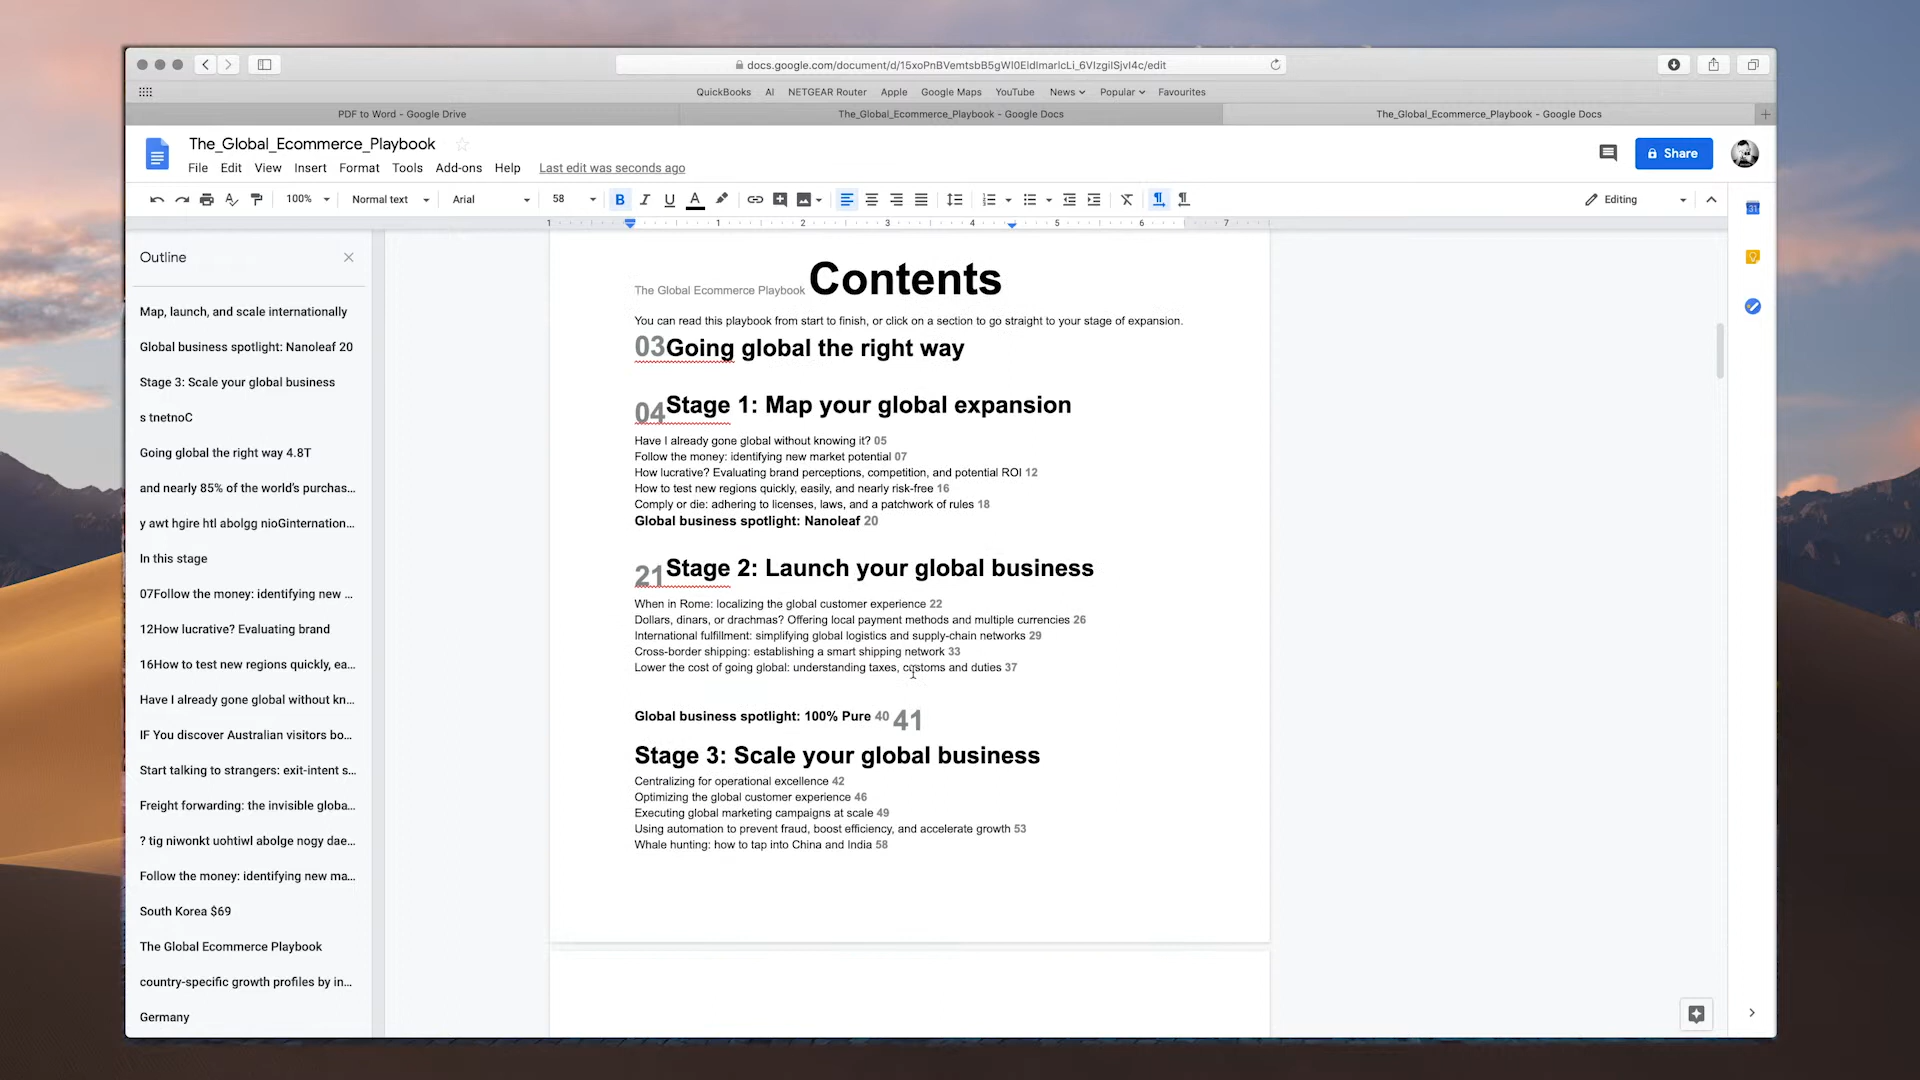 docs.google.com/document/d/15xoPnBVemtsbB5gWI0EidImarlcLi_6VIzgiISjvI4c/edit
QuickBooks AI NETGEAR Router Apple Google Maps YouTube News Popular Favourites
PDF to Word - Google Drive
The_Global_Ecommerce_Playbook - Google Docs
The_Global_Ecommerce_Playbook - Google Docs
The_Global_Ecommerce_Playbook
Share
File Edit View Insert Format Tools Add-ons Help Last edit was seconds ago
100% Normal text Arial 58 B I U A Editing
1 1 2 3 4 5 6 7
31
Outline
Map, launch, and scale internationally
Global business spotlight: Nanoleaf 20
Stage 3: Scale your global business
s tnetnoC
Going global the right way 4.8T
and nearly 85% of the world's purchas...
y awt hgire htl abolgg nioGinternation...
In this stage
07Follow the money: identifying new ...
12How lucrative? Evaluating brand
16How to test new regions quickly, ea...
Have I already gone global without kn...
IF You discover Australian visitors bo...
Start talking to strangers: exit-intent s...
Freight forwarding: the invisible globa...
? tig niwonkt uohtiwl abolge nogy dae...
Follow the money: identifying new ma...
South Korea $69
The Global Ecommerce Playbook
country-specific growth profiles by in...
Germany
The Global Ecommerce Playbook Contents
You can read this playbook from start to finish, or click on a section to go straight to your stage of expansion.
03Going global the right way
04Stage 1: Map your global expansion
Have I already gone global without knowing it? 05
Follow the money: identifying new market potential 07
How lucrative? Evaluating brand perceptions, competition, and potential ROI 12
How to test new regions quickly, easily, and nearly risk-free 16
Comply or die: adhering to licenses, laws, and a patchwork of rules 18
Global business spotlight: Nanoleaf 20
21Stage 2: Launch your global business
When in Rome: localizing the global customer experience 22
Dollars, dinars, or drachmas? Offering local payment methods and multiple currencies 26
International fulfillment: simplifying global logistics and supply-chain networks 29
Cross-border shipping: establishing a smart shipping network 33
Lower the cost of going global: understanding taxes, customs and duties 37
Global business spotlight: 100% Pure 40 41
Stage 3: Scale your global business
Centralizing for operational excellence 42
Optimizing the global customer experience 46
Executing global marketing campaigns at scale 49
Using automation to prevent fraud, boost efficiency, and accelerate growth 53
Whale hunting: how to tap into China and India 58